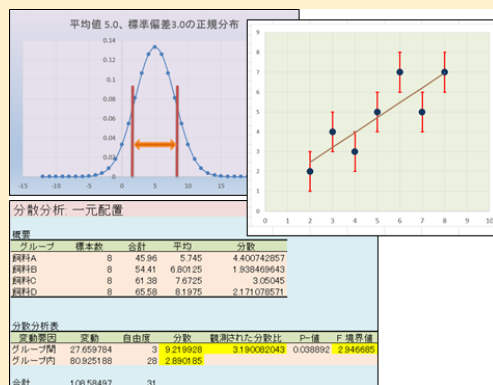 平均値 5.0、標準偏差3.0の正規分布
0.14
0.12
0.1
0.08
0.06
0.04
0.02
0
-15 -10 -5 0 5 10 15
9
8
7
6
5
4
3
2
1
0
0 1 2 3 4 5 6 7 8 9 10
分散分析: 一元配置
概要
グループ 標本数 合計 平均 分散
飼料A 8 45.96 5.745 4.400742857
飼料B 8 54.41 6.80125 1.938469643
飼料C 8 61.38 7.6725 3.05045
飼料D 8 65.58 8.1975 2.171078571
分散分析表
変動要因 変動 自由度 分散 観測された分散比 P-値 F 境界値
グループ間 27.659784 3 9.219928 3.190082043 0.038892 2.946685
グループ内 80.925188 28 2.890185
合計 108.58497 31